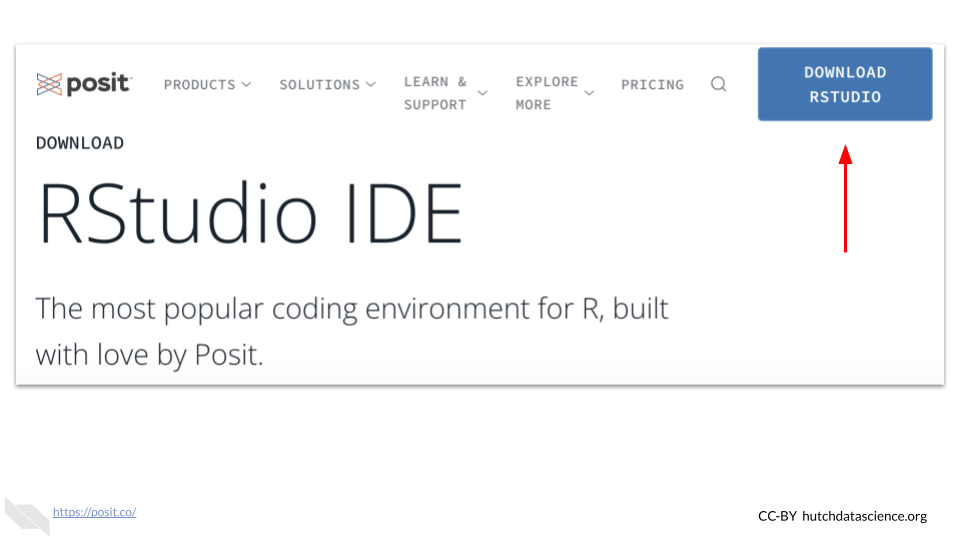 posit
PRODUCTS
SOLUTIONS
LEARN &
SUPPORT
EXPLORE
MORE
PRICING
DOWNLOAD
RSTUDIO
DOWNLOAD
RStudio IDE
The most popular coding environment for R, built
with love by Posit.
https://posit.co/
CC-BY hutchdatascience.org